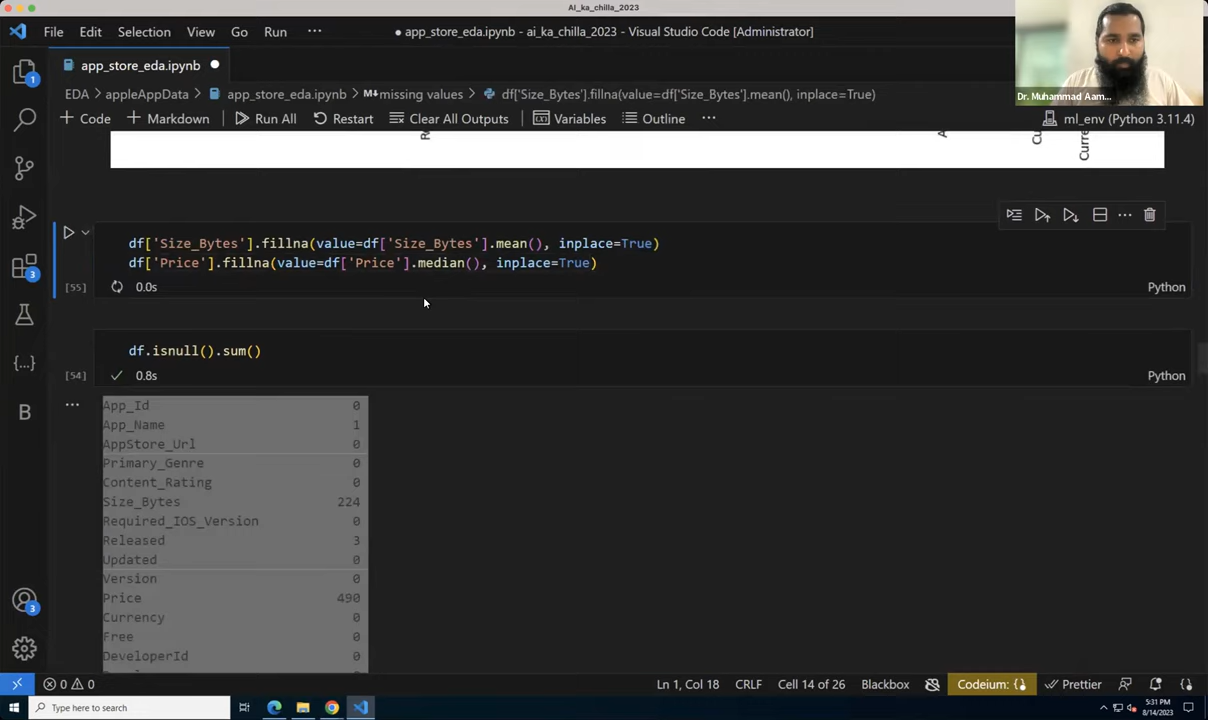 AI_ka_chilla_2023
File Edit Selection View Go Run ···
app_store_eda.ipynb - ai_ka_chilla_2023 - Visual Studio Code [Administrator]
Dr. Muhammad Aam...
app_store_eda.ipynb
EDA > appleAppData > app_store_eda.ipynb > missing values > df['Size_Bytes'].fillna(value=df['Size_Bytes'].mean(), inplace=True)
+ Code + Markdown Run All Restart Clear All Outputs Variables Outline ··· ml_env (Python 3.11.4)
df['Size_Bytes'].fillna(value=df['Size_Bytes'].mean(), inplace=True)
df['Price'].fillna(value=df['Price'].median(), inplace=True)
[55] 0.0s Python
df.isnull().sum()
[54] 0.8s Python
App_Id 0
App_Name 1
AppStore_Url 0
Primary_Genre 0
Content_Rating 0
Size_Bytes 224
Required_IOS_Version 0
Released 3
Updated 0
Version 0
Price 490
Currency 0
Free 0
DeveloperId 0
1
3
B
3
0 0 Ln 1, Col 18 CRLF Cell 14 of 26 Blackbox Codeium: {} Prettier
Type here to search
5:31 PM
8/14/2023